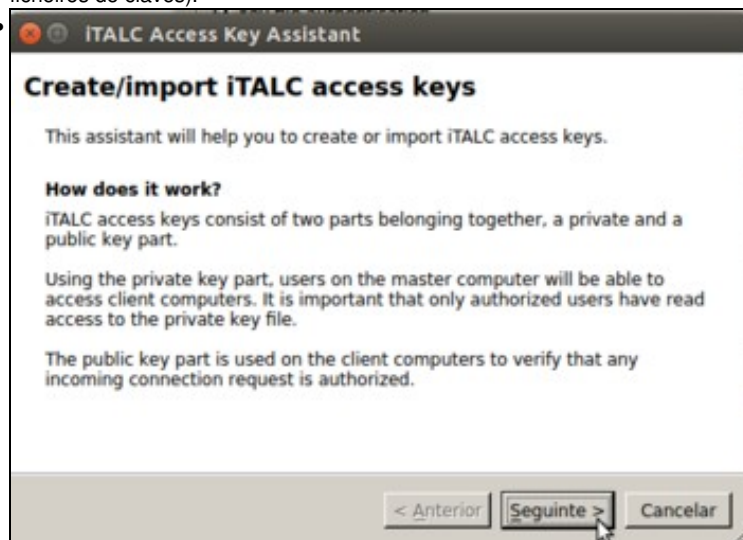 ficheiros de claves).
iTALC Access Key Assistant
Create/import iTALC access keys
This assistant will help you to create or import iTALC access keys.
How does it work?
iTALC access keys consist of two parts belonging together, a private and a
public key part.
Using the private key part, users on the master computer will be able to
access client computers. It is important that only authorized users have read
access to the private key file.
The public key part is used on the client computers to verify that any
incoming connection request is authorized.
< Anterior Seguinte > Cancelar